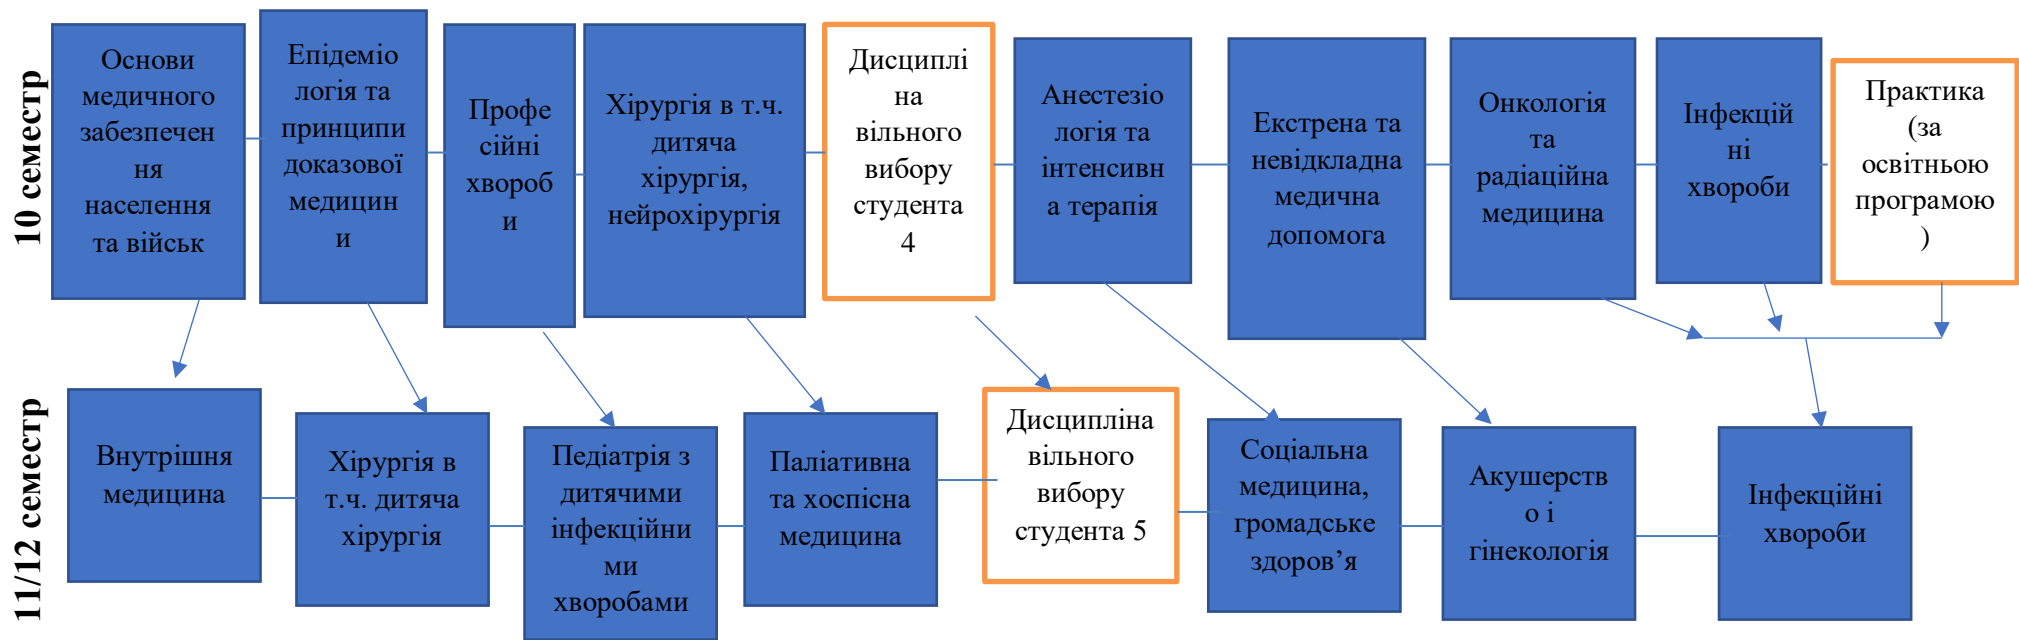 10 семестр
Основи
медичного
забезпечен
ня
населення
та військ
Епідеміо
логія та
принципи
доказової
медицин
и
Профе
сійні
хвороб
и
Хірургія в т.ч.
дитяча
хірургія,
нейрохірургія
Дисциплі
на
вільного
вибору
студента
4
Анестезіо
логія та
інтенсивн
а терапія
Екстрена та
невідкладна
медична
допомога
Онкологія
та
радіаційна
медицина
Інфекцій
ні
хвороби
Практика
(за
освітньою
програмою
)
11/12 семестр
Внутрішня
медицина
Хірургія в
т.ч. дитяча
хірургія
Педіатрія з
дитячими
інфекційни
ми
хворобами
Паліативна
та хоспісна
медицина
Дисципліна
вільного
вибору
студента 5
Соціальна
медицина,
громадське
здоров’я
Акушерств
о і
гінекологія
Інфекційні
хвороби